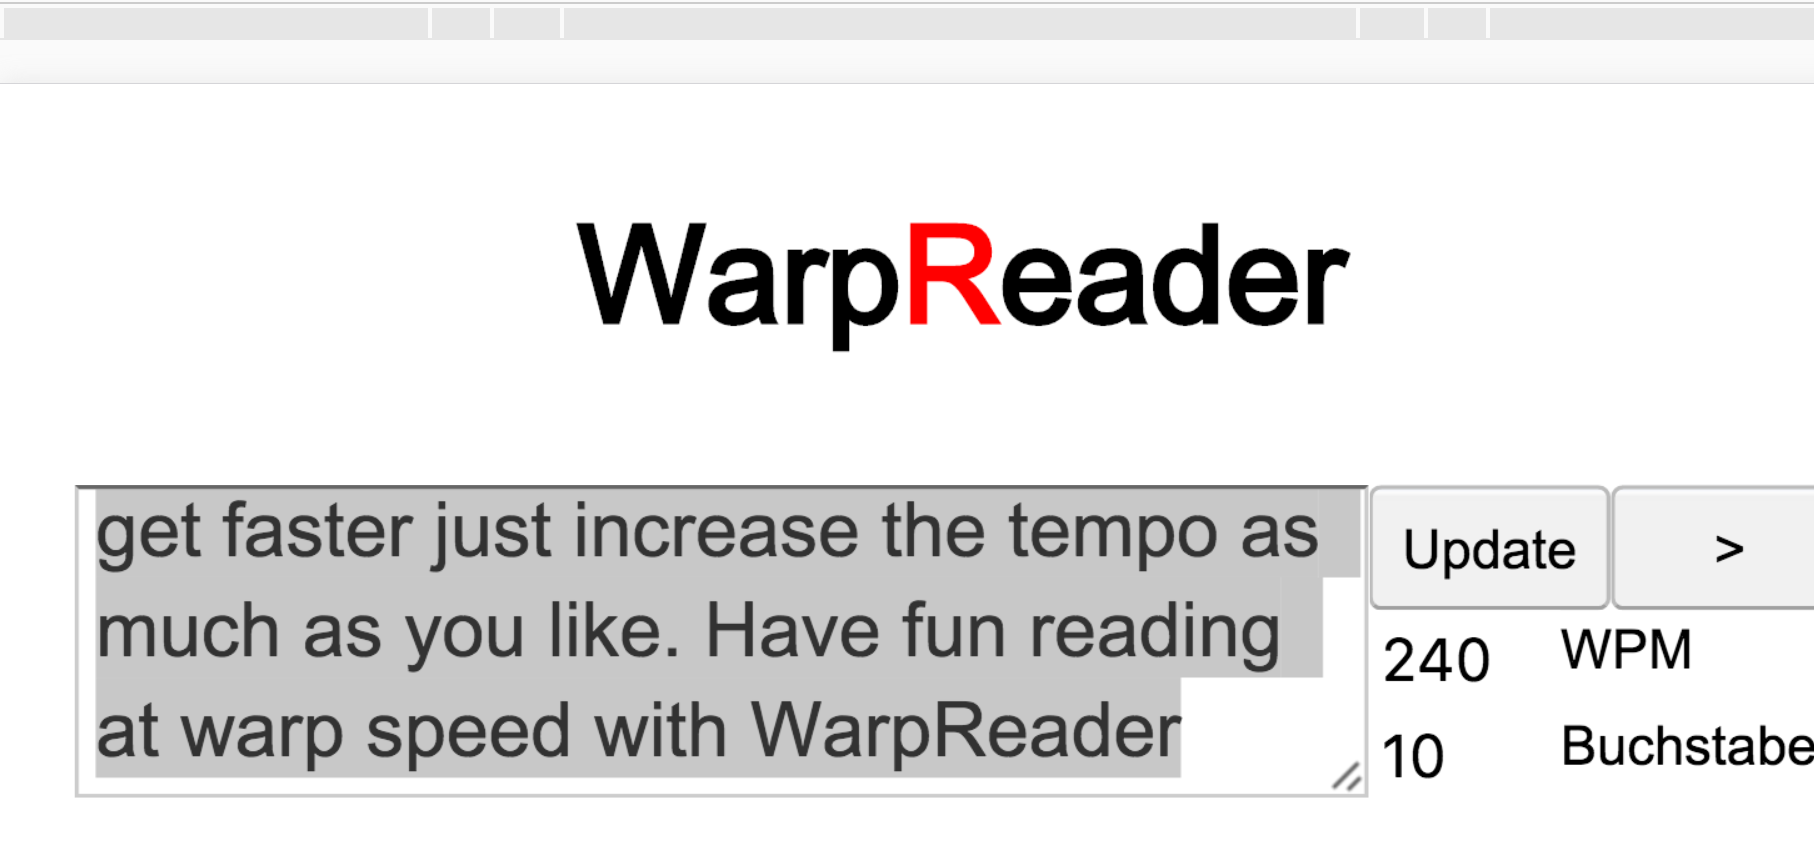 WarpReader
get faster just increase the tempo as
much as you like. Have fun reading
at warp speed with WarpReader
Update
>
240 WPM
10 Buchstabe